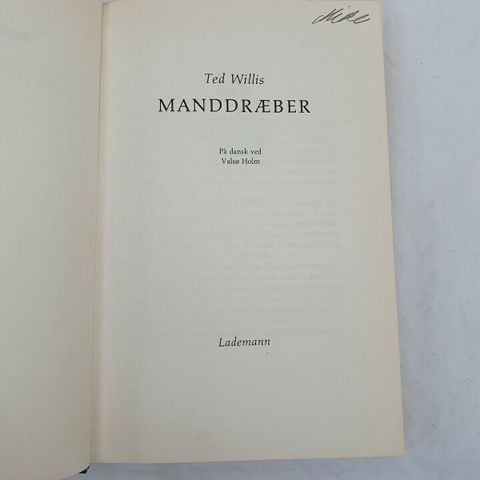 Ted Willis
MANDDRÆBER
På dansk ved
Valsø Holm
Lademann